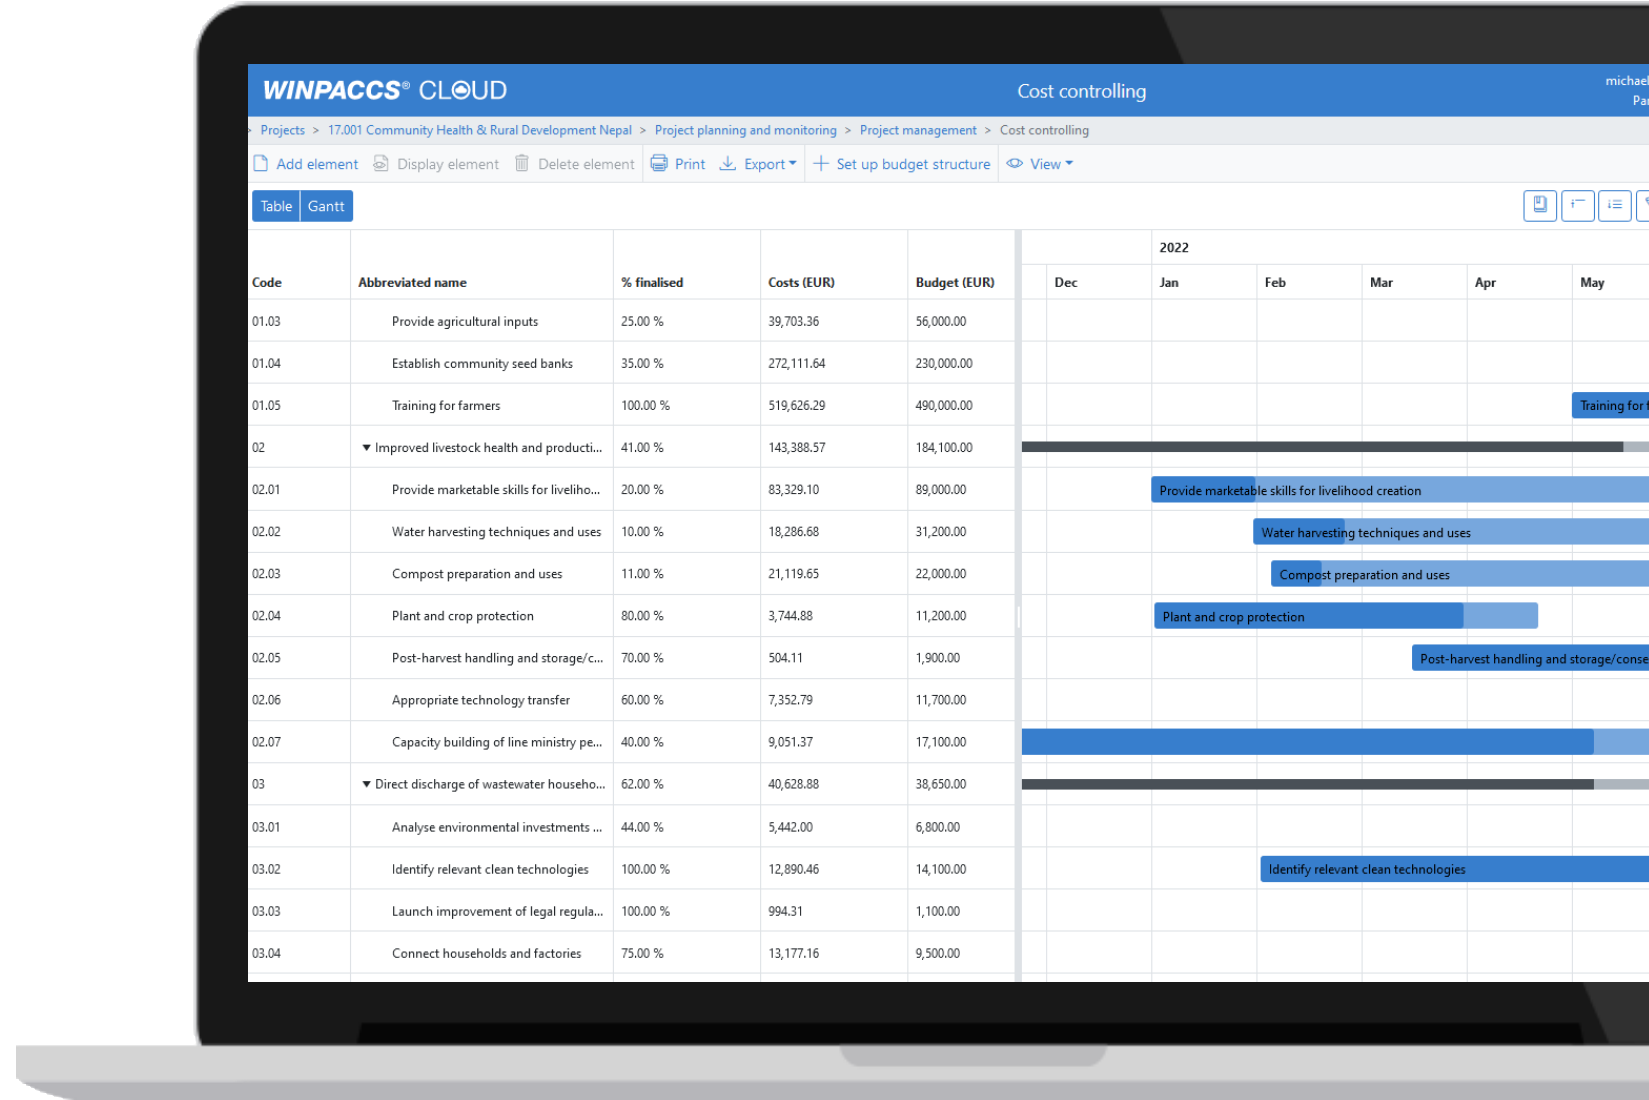 WINPACCS® CLOUD
Cost controlling
michael
Par
> Projects > 17.001 Community Health & Rural Development Nepal > Project planning and monitoring > Project management > Cost controlling
Add element Display element Delete element Print Export Set up budget structure View
Table Gantt
2022
Code Abbreviated name % finalised Costs (EUR) Budget (EUR) Dec Jan Feb Mar Apr May
01.03 Provide agricultural inputs 25.00 % 39,703.36 56,000.00
01.04 Establish community seed banks 35.00 % 272,111.64 230,000.00
01.05 Training for farmers 100.00 % 519,626.29 490,000.00 Training for f
02 Improved livestock health and producti... 41.00 % 143,388.57 184,100.00
02.01 Provide marketable skills for liveliho... 20.00 % 83,329.10 89,000.00 Provide marketable skills for livelihood creation
02.02 Water harvesting techniques and uses 10.00 % 18,286.68 31,200.00 Water harvesting techniques and uses
02.03 Compost preparation and uses 11.00 % 21,119.65 22,000.00 Compost preparation and uses
02.04 Plant and crop protection 80.00 % 3,744.88 11,200.00 Plant and crop protection
02.05 Post-harvest handling and storage/c... 70.00 % 504.11 1,900.00 Post-harvest handling and storage/conse
02.06 Appropriate technology transfer 60.00 % 7,352.79 11,700.00
02.07 Capacity building of line ministry pe... 40.00 % 9,051.37 17,100.00
03 Direct discharge of wastewater househo... 62.00 % 40,628.88 38,650.00
03.01 Analyse environmental investments ... 44.00 % 5,442.00 6,800.00
03.02 Identify relevant clean technologies 100.00 % 12,890.46 14,100.00 Identify relevant clean technologies
03.03 Launch improvement of legal regula... 100.00 % 994.31 1,100.00
03.04 Connect households and factories 75.00 % 13,177.16 9,500.00